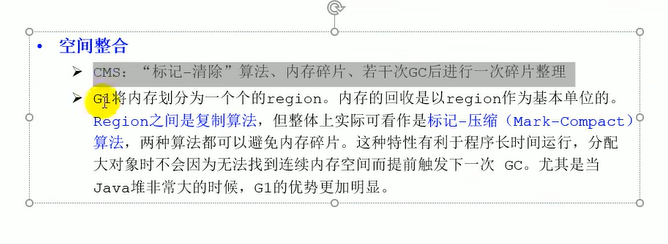 • 空间整合
➤ CMS：“标记-清除”算法、内存碎片、若干次GC后进行一次碎片整理
➤ G1将内存划分为一个个的region。内存的回收是以region作为基本单位的。
Region之间是复制算法，但整体上实际可看作是标记-压缩（Mark-Compact）
算法，两种算法都可以避免内存碎片。这种特性有利于程序长时间运行，分配
大对象时不会因为无法找到连续内存空间而提前触发下一次 GC。尤其是当
Java堆非常大的时候，G1的优势更加明显。